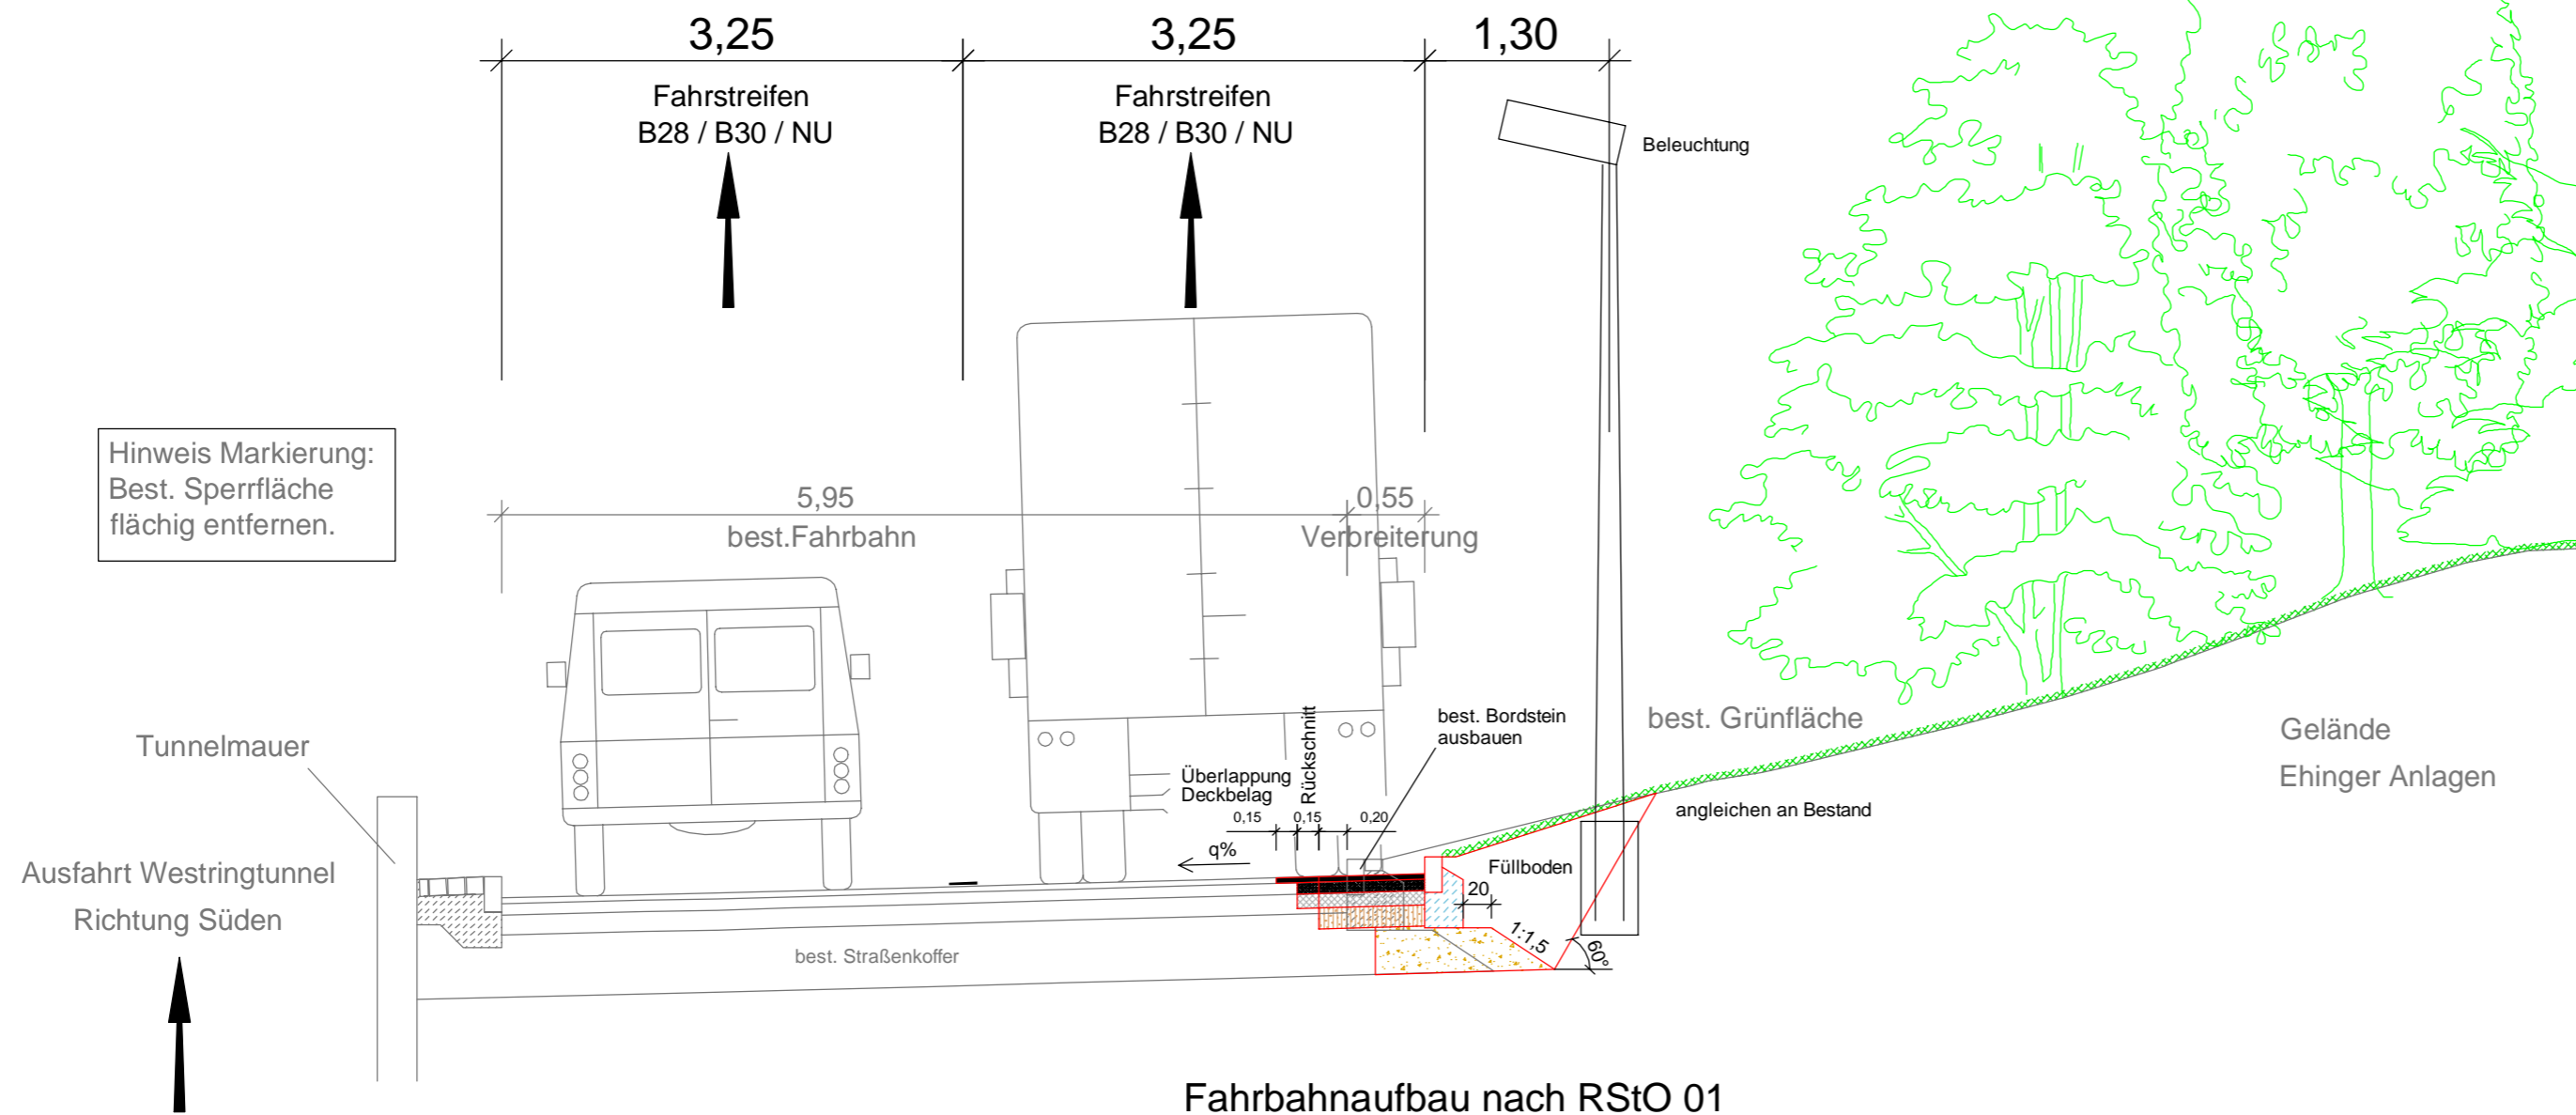 3,25
3,25
1,30
Fahrstreifen
B28 / B30 / NU
Fahrstreifen
B28 / B30 / NU
Beleuchtung
Hinweis Markierung:
Best. Sperrfläche
flächig entfernen.
5,95
best.Fahrbahn
0,55
Verbreiterung
Tunnelmauer
Ausfahrt Westringtunnel
Richtung Süden
best. Straßenkoffer
Überlappung
Deckbelag
Rückschnitt
0,15
0,15
0,20
q%
best. Bordstein
ausbauen
best. Grünfläche
Gelände
Ehinger Anlagen
angleichen an Bestand
Füllboden
20
1:1,5
60°
Fahrbahnaufbau nach RStO 01